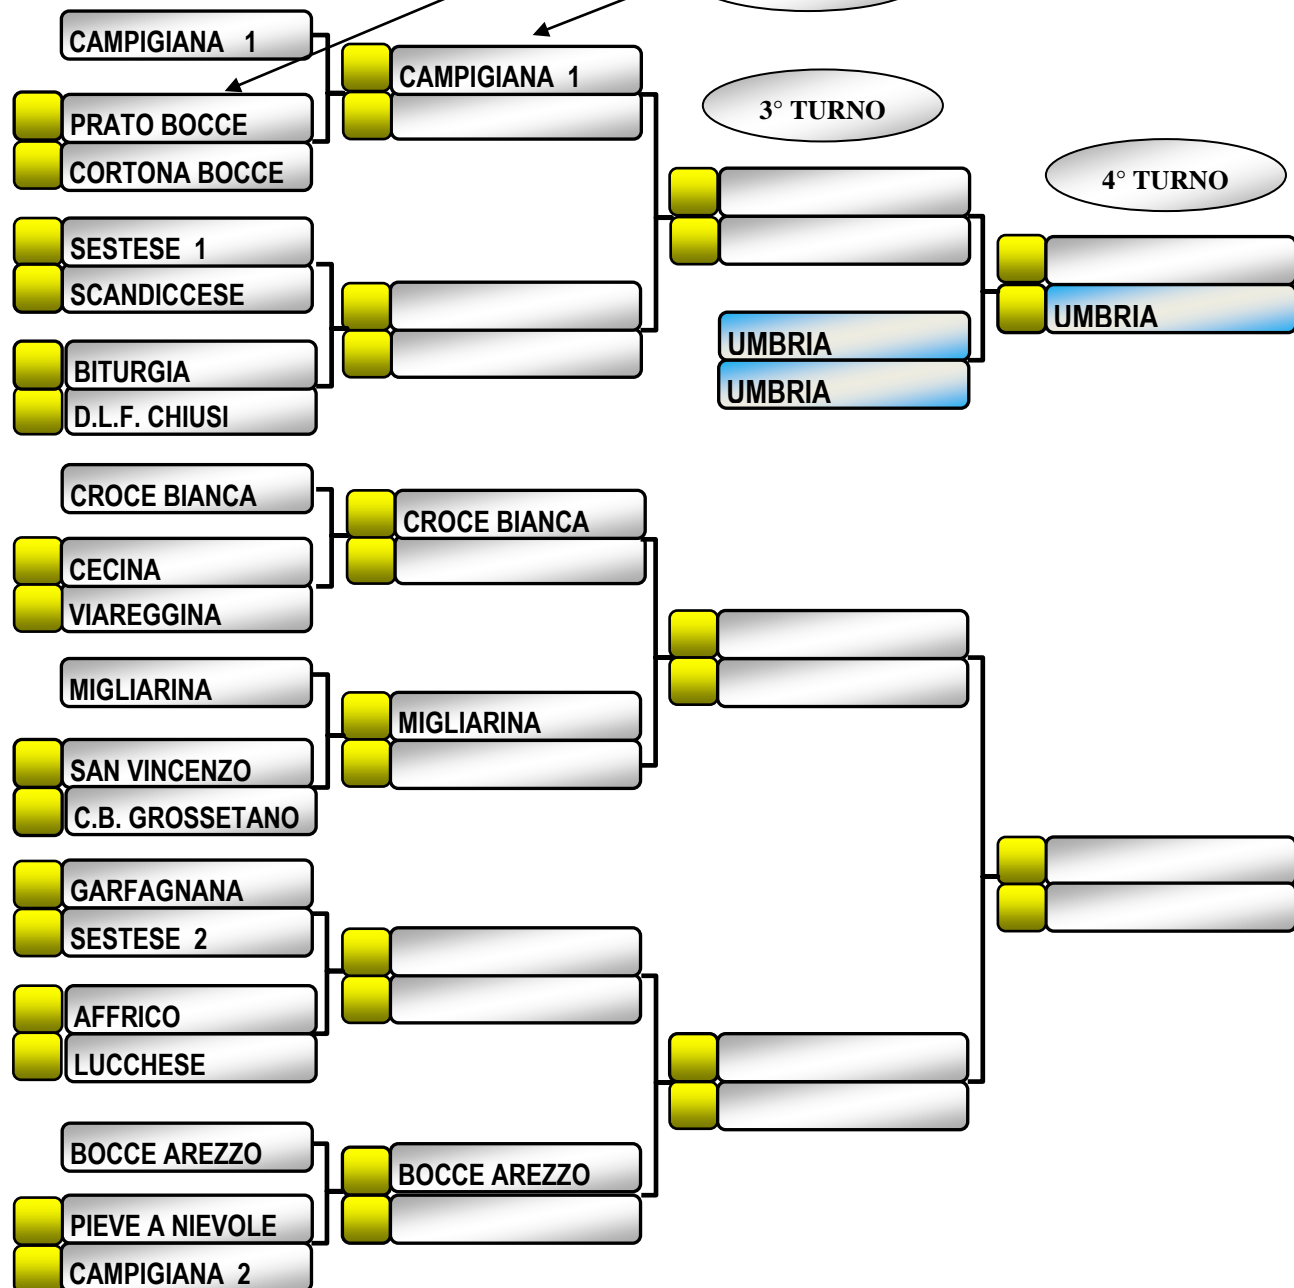 CAMPIGIANA 1
PRATO BOCCE
CORTONA BOCCE
SESTESE 1
SCANDICCESE
BITURGIA
D.L.F. CHIUSI
CROCE BIANCA
CECINA
VIAREGGINA
MIGLIARINA
SAN VINCENZO
C.B. GROSSETANO
GARFAGNANA
SESTESE 2
AFFRICO
LUCCHESE
BOCCE AREZZO
PIEVE A NIEVOLE
CAMPIGIANA 2
CAMPIGIANA 1
CROCE BIANCA
MIGLIARINA
BOCCE AREZZO
3° TURNO
UMBRIA
UMBRIA
4° TURNO
UMBRIA